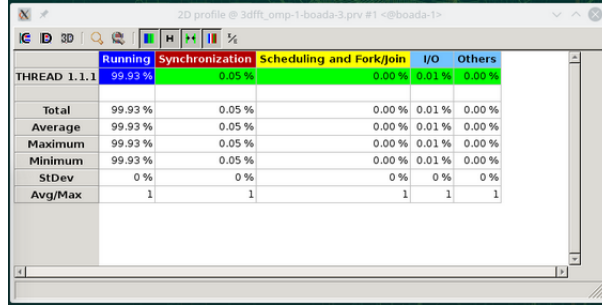 2D profile @ 3dfft_omp-1-boada-3.prv #1 <@boada-1>
IC ID 3D H ½
Running Synchronization Scheduling and Fork/Join I/O Others
THREAD 1.1.1 99.93 % 0.05 % 0.00 % 0.01 % 0.00 %
Total 99.93 % 0.05 % 0.00 % 0.01 % 0.00 %
Average 99.93 % 0.05 % 0.00 % 0.01 % 0.00 %
Maximum 99.93 % 0.05 % 0.00 % 0.01 % 0.00 %
Minimum 99.93 % 0.05 % 0.00 % 0.01 % 0.00 %
StDev 0 % 0 % 0 % 0 % 0 %
Avg/Max 1 1 1 1 1